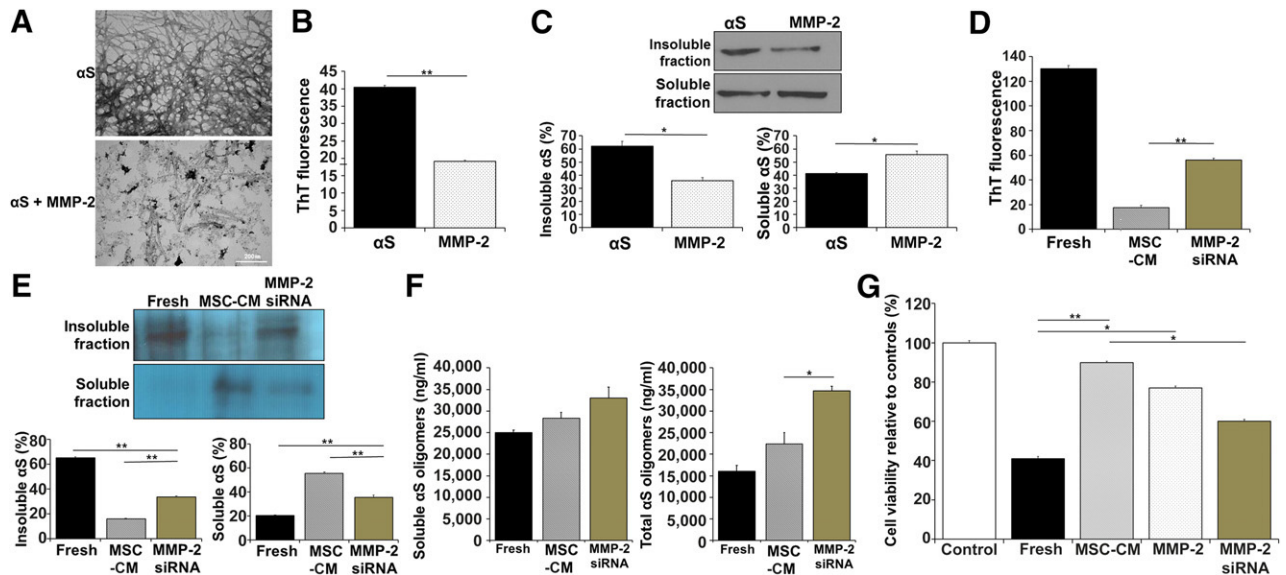 A
αS
αS + MMP-2
B
ThT fluorescence
45
40
35
30
25
20
15
10
5
0
**
αS
MMP-2
C
αS
MMP-2
Insoluble
fraction
Soluble
fraction
Insoluble αS (%)
70
60
50
40
30
20
10
0
*
αS
MMP-2
Soluble αS (%)
70
60
50
40
30
20
10
0
*
αS
MMP-2
D
ThT fluorescence
140
120
100
80
60
40
20
0
**
Fresh
MSC
-CM
MMP-2
siRNA
E
Fresh
MSC-CM
MMP-2
siRNA
Insoluble
fraction
Soluble
fraction
Insoluble αS (%)
80
60
40
20
0
**
**
Fresh
MSC
-CM
MMP-2
siRNA
Soluble αS (%)
80
60
40
20
0
**
**
Fresh
MSC
-CM
MMP-2
siRNA
F
Soluble αS oligomers (ng/ml)
40,000
35,000
30,000
25,000
20,000
15,000
10,000
5,000
0
Fresh
MSC
-CM
MMP-2
siRNA
Total αS oligomers (ng/ml)
40,000
35,000
30,000
25,000
20,000
15,000
10,000
5,000
0
*
Fresh
MSC
-CM
MMP-2
siRNA
G
Cell viability relative to controls (%)
120
100
80
60
40
20
0
**
*
*
Control
Fresh
MSC-CM
MMP-2
MMP-2
siRNA